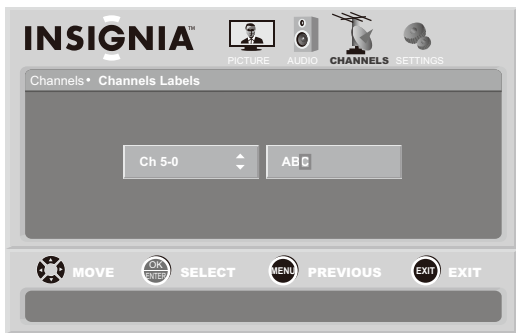 INSIGNIA™
PICTURE AUDIO CHANNELS SETTINGS
Channels• Channels Labels
Ch 5-0 ABC
MOVE OK ENTER SELECT MENU PREVIOUS EXIT EXIT